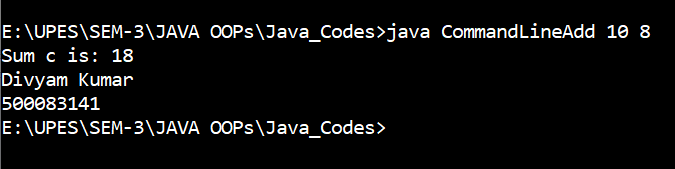 E:\UPES\SEM-3\JAVA OOPs\Java_Codes>java CommandLineAdd 10 8
Sum c is: 18
Divyam Kumar
500083141
E:\UPES\SEM-3\JAVA OOPs\Java_Codes>